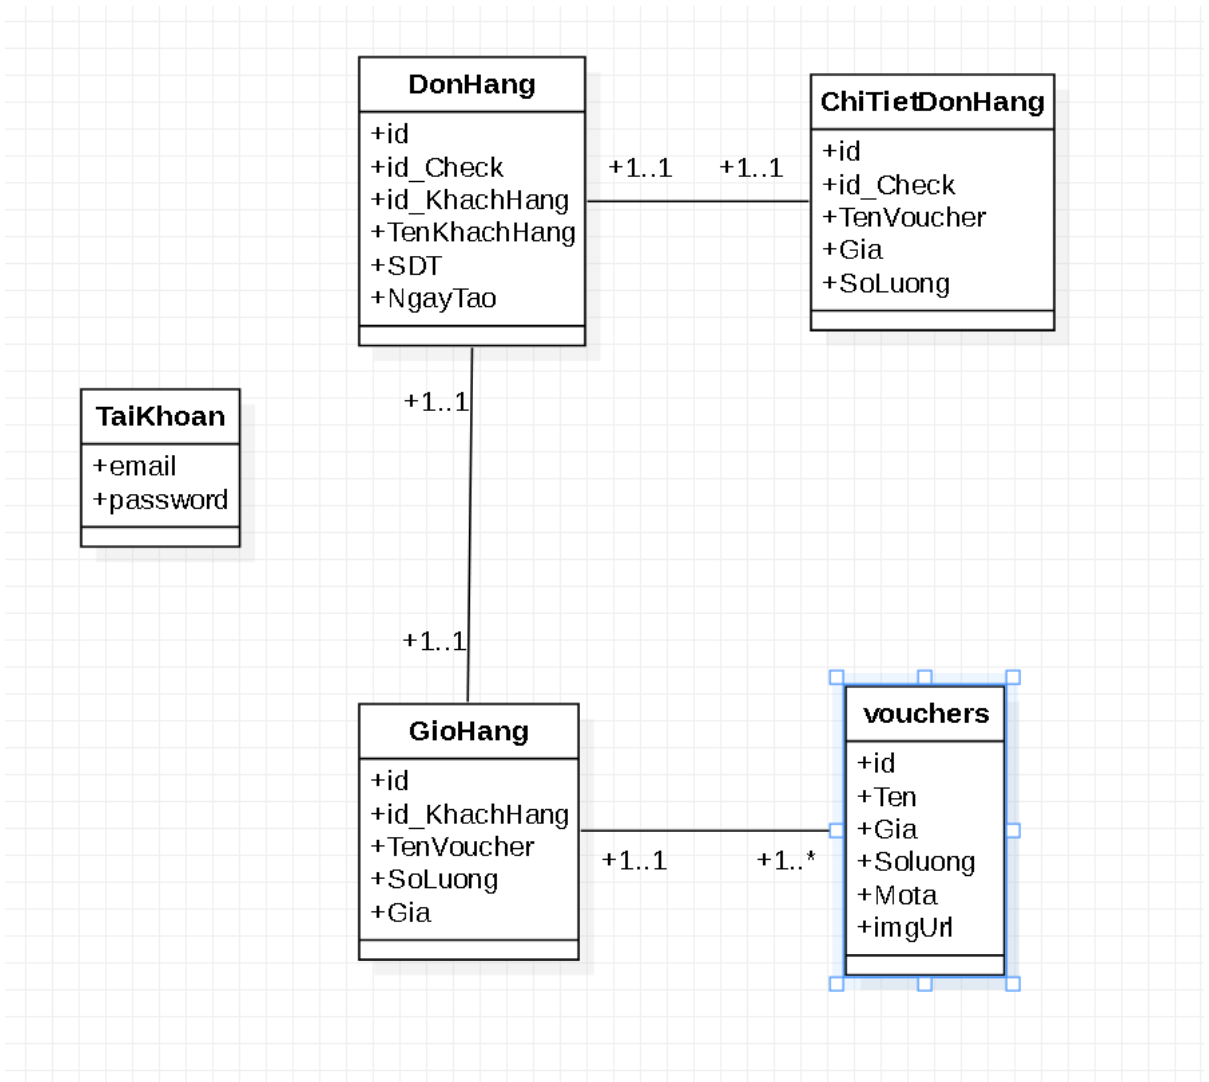 DonHang
+id
+id_Check
+id_KhachHang
+TenKhachHang
+SDT
+NgayTao
+1..1
+1..1
ChiTietDonHang
+id
+id_Check
+TenVoucher
+Gia
+SoLuong
TaiKhoan
+email
+password
+1..1
+1..1
GioHang
+id
+id_KhachHang
+TenVoucher
+SoLuong
+Gia
+1..1
+1..*
vouchers
+id
+Ten
+Gia
+Soluong
+Mota
+imgUrl